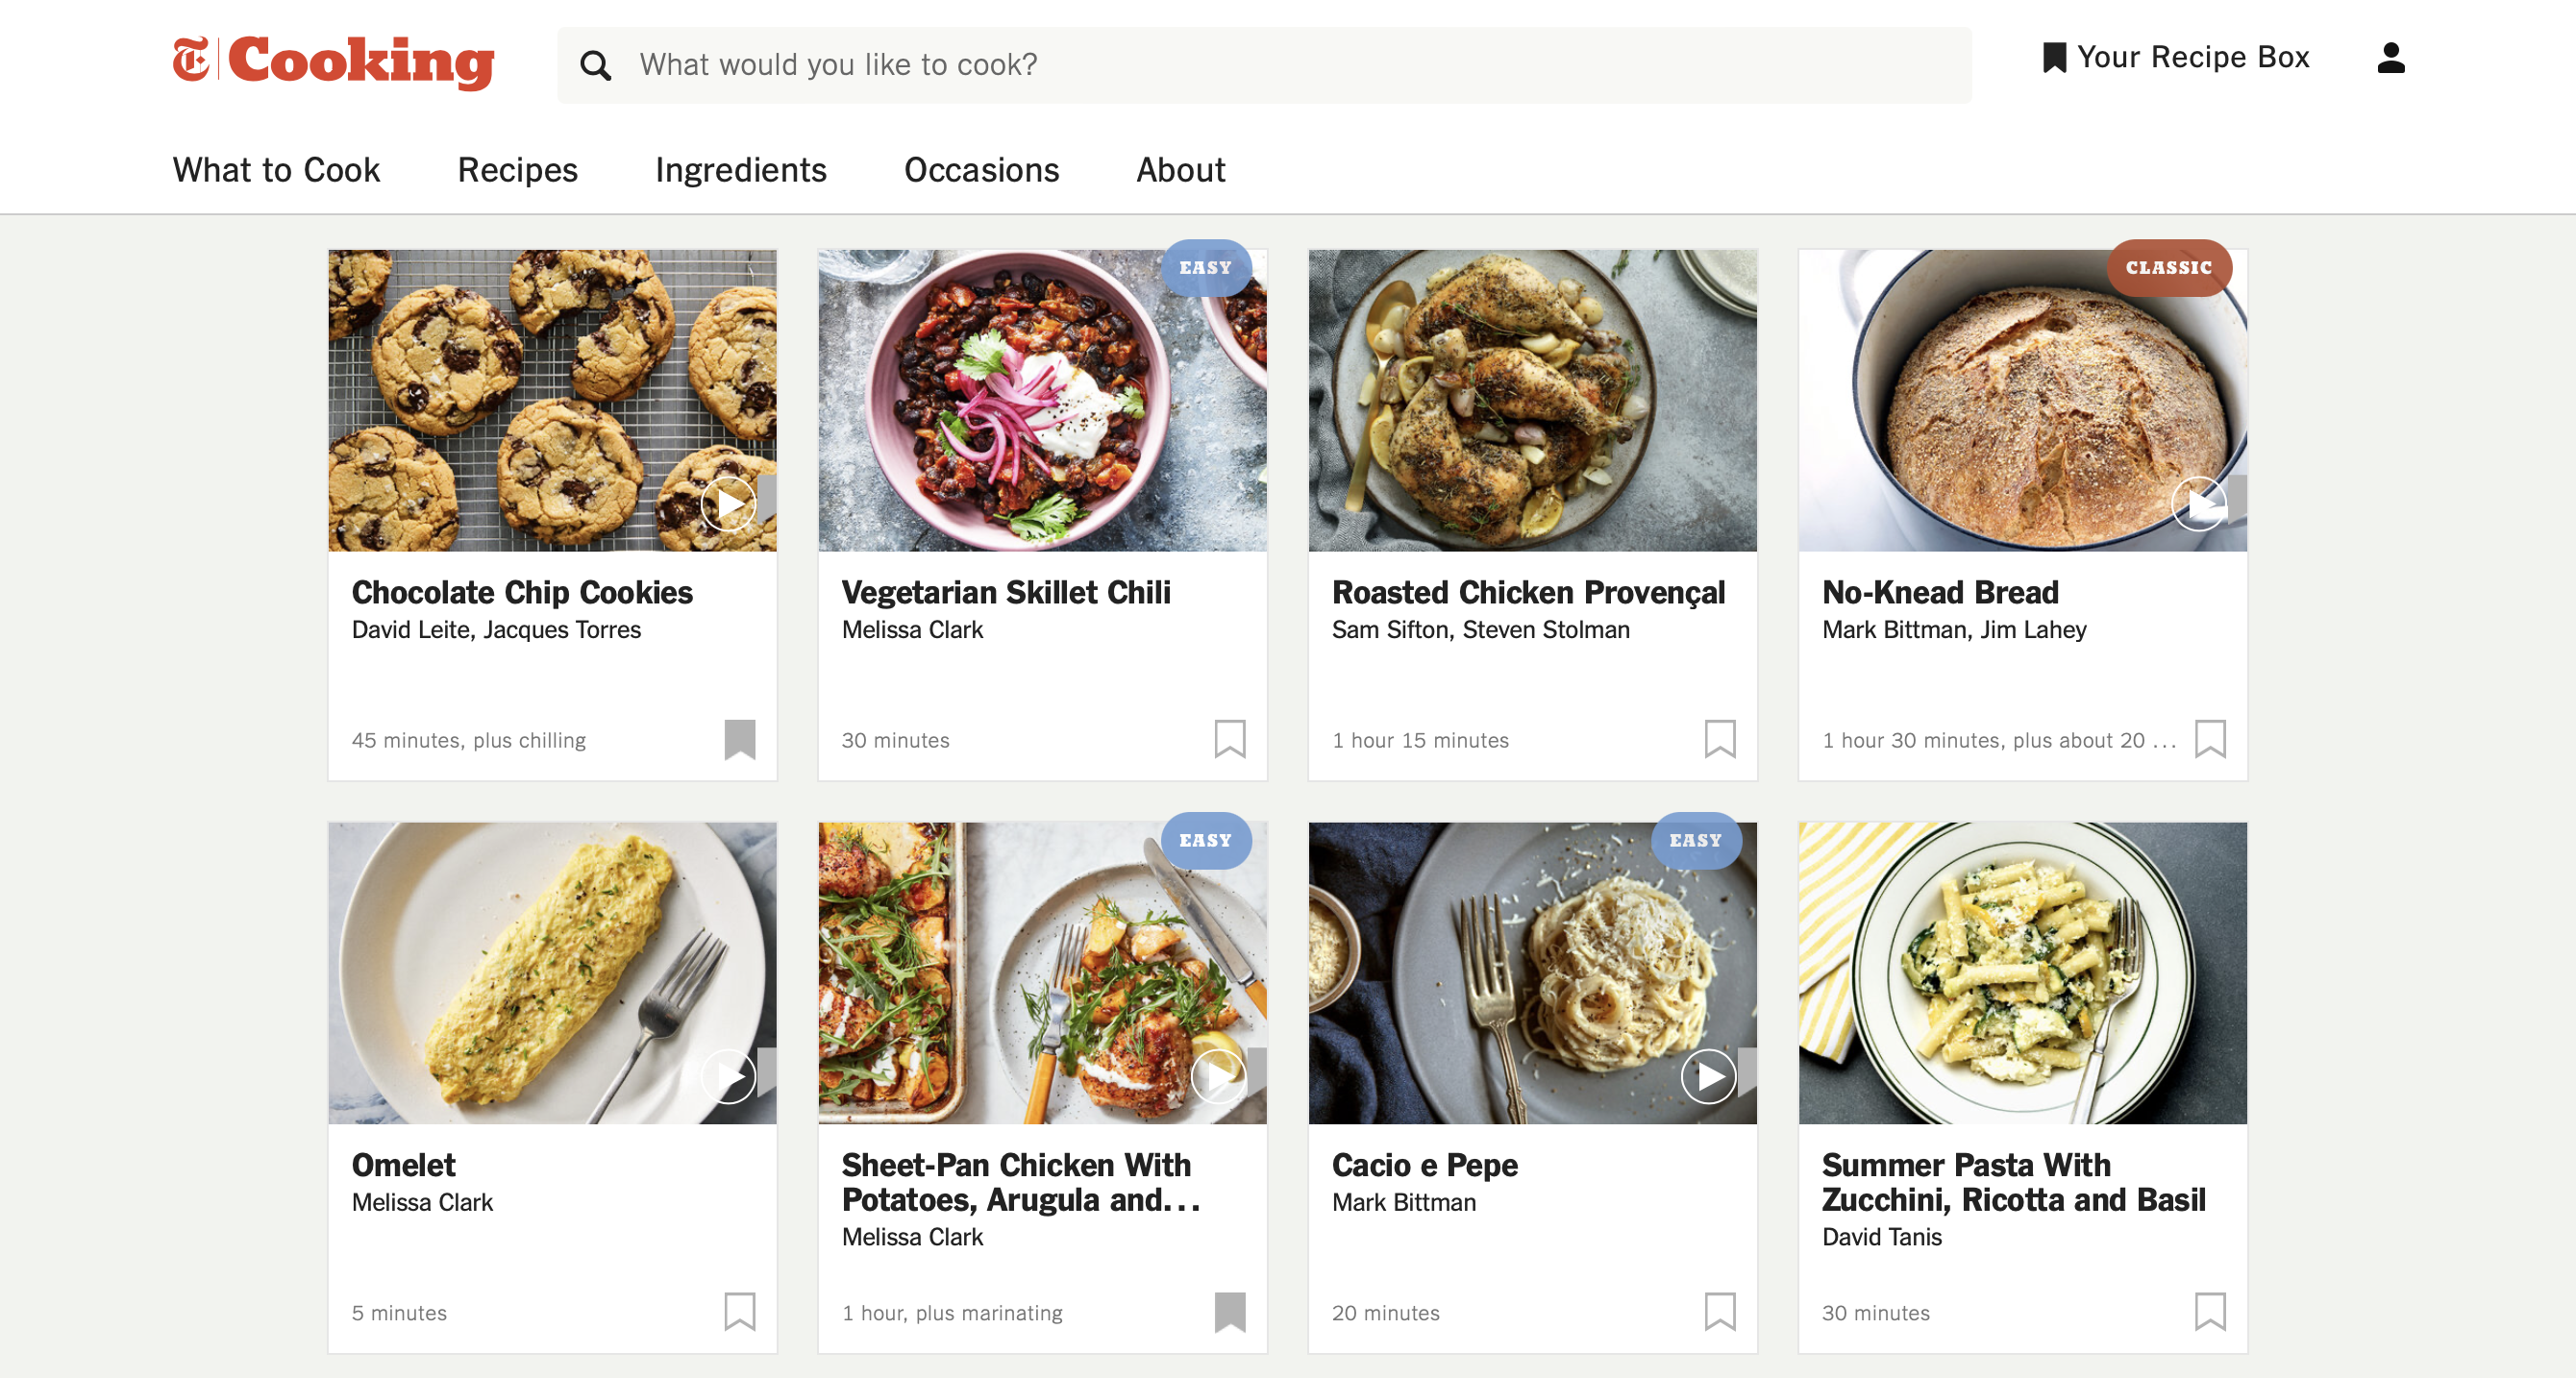 T Cooking
What would you like to cook?
Your Recipe Box
What to Cook
Recipes
Ingredients
Occasions
About
Chocolate Chip Cookies
David Leite, Jacques Torres
45 minutes, plus chilling
EASY
Vegetarian Skillet Chili
Melissa Clark
30 minutes
Roasted Chicken Provençal
Sam Sifton, Steven Stolman
1 hour 15 minutes
CLASSIC
No-Knead Bread
Mark Bittman, Jim Lahey
1 hour 30 minutes, plus about 20 ...
Omelet
Melissa Clark
5 minutes
EASY
Sheet-Pan Chicken With
Potatoes, Arugula and...
Melissa Clark
1 hour, plus marinating
EASY
Cacio e Pepe
Mark Bittman
20 minutes
Summer Pasta With
Zucchini, Ricotta and Basil
David Tanis
30 minutes